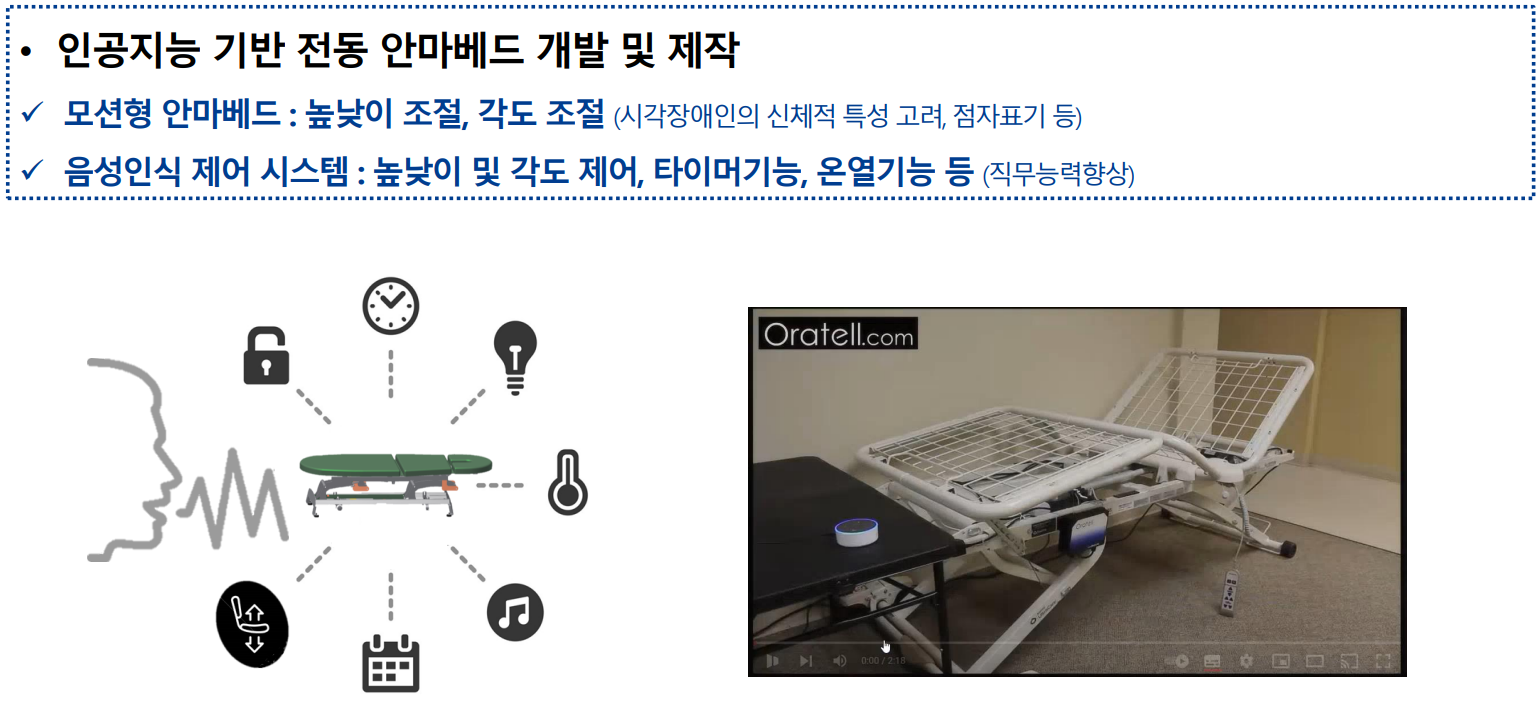 • 인공지능 기반 전동 안마베드 개발 및 제작
✓ 모션형 안마베드 : 높낮이 조절, 각도 조절 (시각장애인의 신체적 특성 고려, 점자표기 등)
✓ 음성인식 제어 시스템 : 높낮이 및 각도 제어, 타이머기능, 온열기능 등 (직무능력향상)
Oratell.com
Oratell
0:00 / 2:18